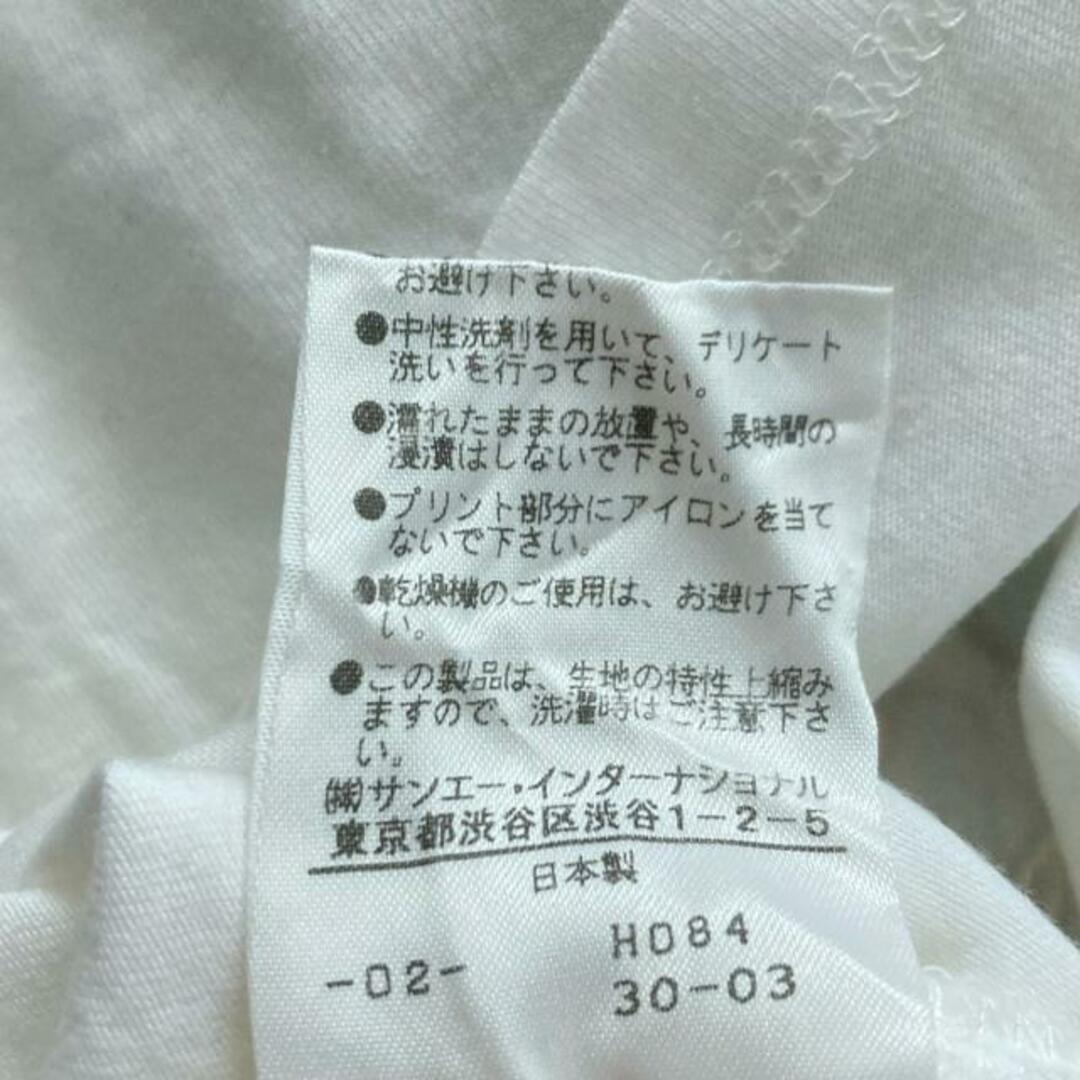 お避け下さい。
●中性洗剤を用いて、デリケート
洗いを行って下さい。
●濡れたままの放置や、長時間の
浸漬はしないで下さい。
●プリント部分にアイロンを当て
ないで下さい。
●乾燥機のご使用は、お避け下さ
い。
●この製品は、生地の特性上縮み
ますので、洗濯時はご注意下さ
い。
㈱サンエー・インターナショナル
東京都渋谷区渋谷1-2-5
日本製
H084
-02-
30-03